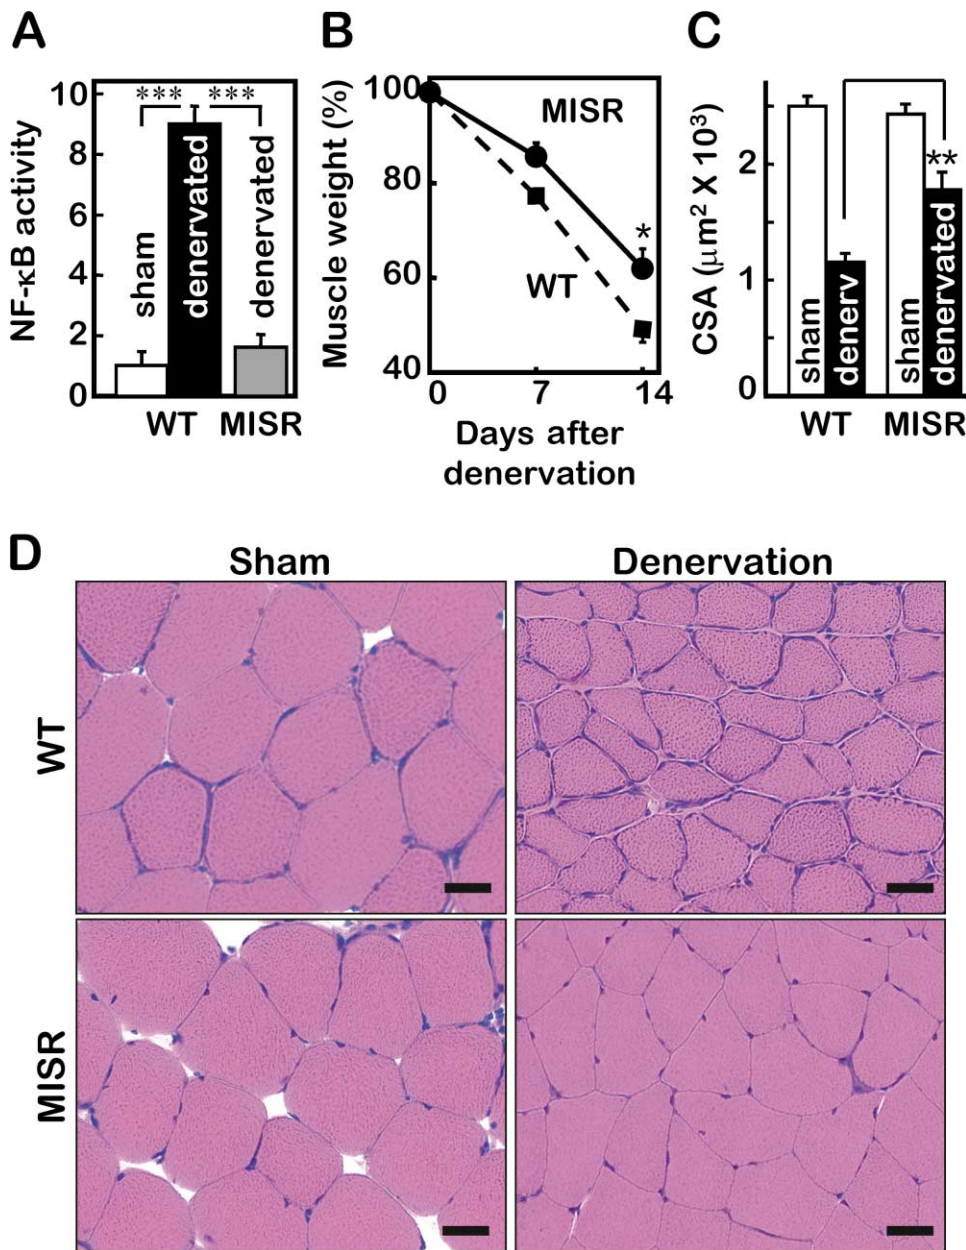 A
NF-κB activity
10
8
6
4
2
0
*** ***
sham
denervated
denervated
WT MISR
B
Muscle weight (%)
100
80
60
40
MISR
WT
*
0 7 14
Days after
denervation
C
CSA (μm² X 10³)
2
1
0
**
sham
denerv
sham
denervated
WT MISR
D
Sham Denervation
WT
MISR